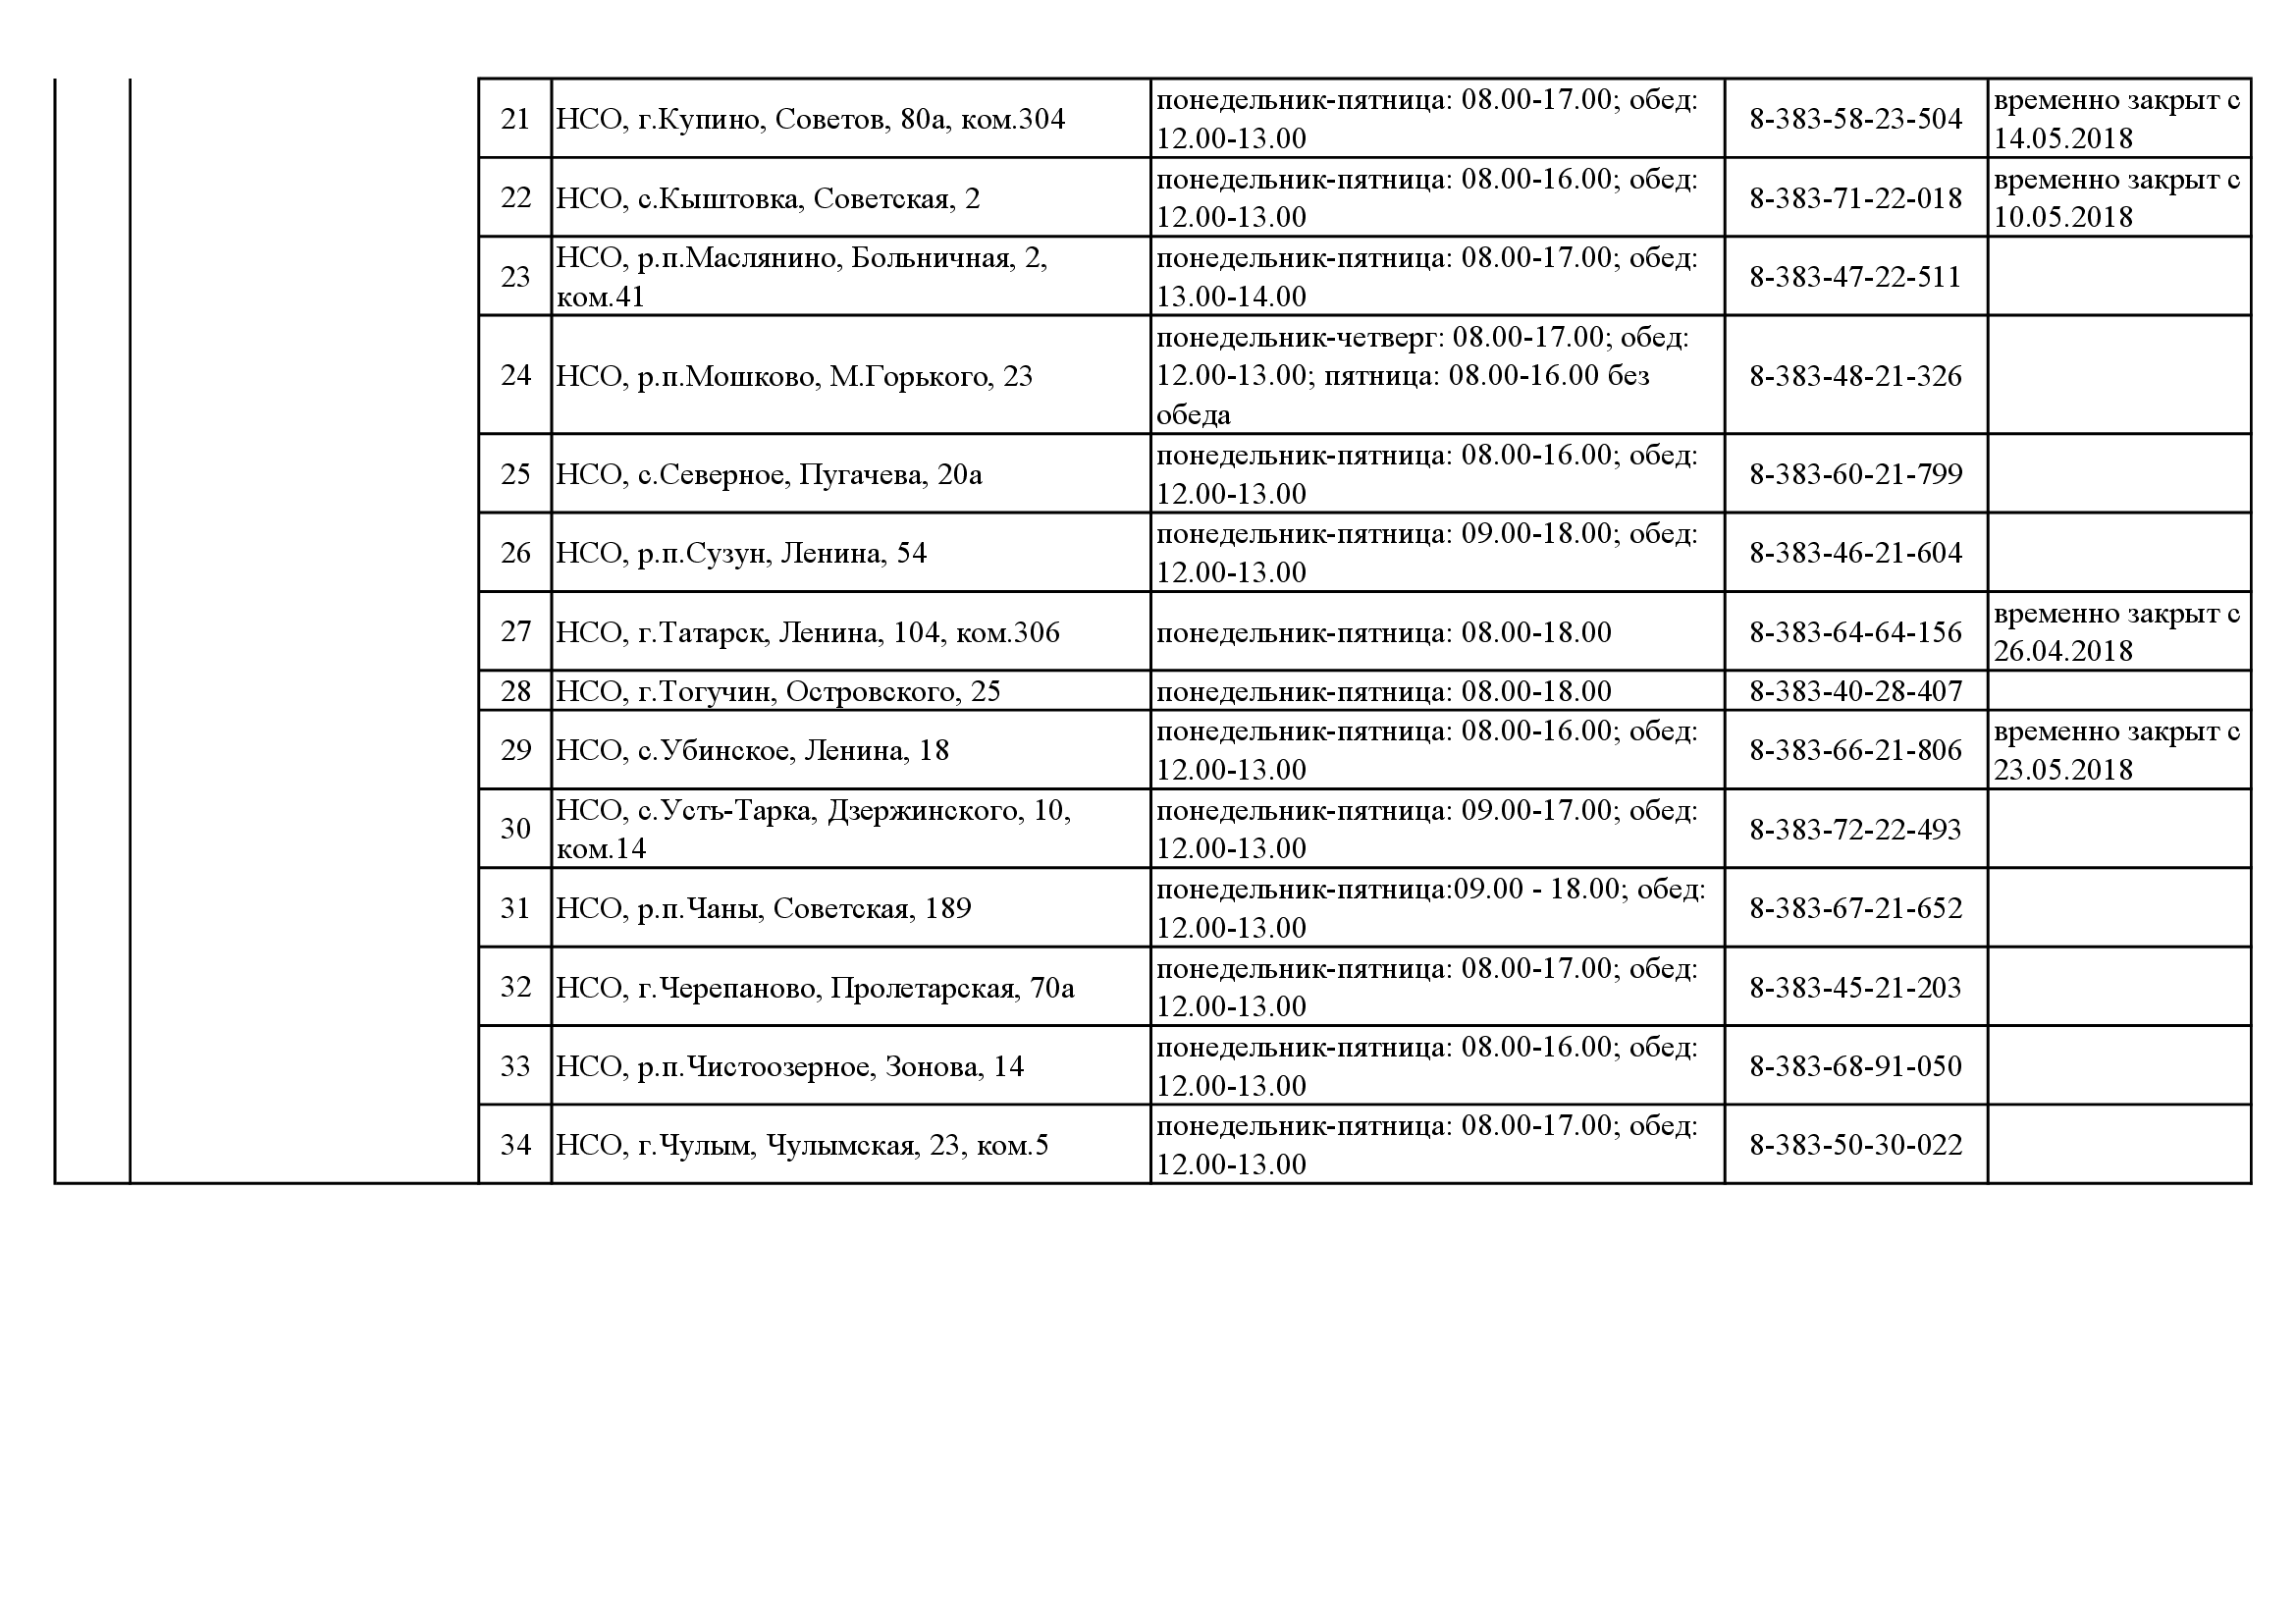 21 НСО, г.Купино, Советов, 80а, ком.304 понедельник-пятница: 08.00-17.00; обед: 12.00-13.00 8-383-58-23-504 временно закрыт с 14.05.2018
22 НСО, с.Кыштовка, Советская, 2 понедельник-пятница: 08.00-16.00; обед: 12.00-13.00 8-383-71-22-018 временно закрыт с 10.05.2018
23 НСО, р.п.Маслянино, Больничная, 2, ком.41 понедельник-пятница: 08.00-17.00; обед: 13.00-14.00 8-383-47-22-511
24 НСО, р.п.Мошково, М.Горького, 23 понедельник-четверг: 08.00-17.00; обед: 12.00-13.00; пятница: 08.00-16.00 без обеда 8-383-48-21-326
25 НСО, с.Северное, Пугачева, 20а понедельник-пятница: 08.00-16.00; обед: 12.00-13.00 8-383-60-21-799
26 НСО, р.п.Сузун, Ленина, 54 понедельник-пятница: 09.00-18.00; обед: 12.00-13.00 8-383-46-21-604
27 НСО, г.Татарск, Ленина, 104, ком.306 понедельник-пятница: 08.00-18.00 8-383-64-64-156 временно закрыт с 26.04.2018
28 НСО, г.Тогучин, Островского, 25 понедельник-пятница: 08.00-18.00 8-383-40-28-407
29 НСО, с.Убинское, Ленина, 18 понедельник-пятница: 08.00-16.00; обед: 12.00-13.00 8-383-66-21-806 временно закрыт с 23.05.2018
30 НСО, с.Усть-Тарка, Дзержинского, 10, ком.14 понедельник-пятница: 09.00-17.00; обед: 12.00-13.00 8-383-72-22-493
31 НСО, р.п.Чаны, Советская, 189 понедельник-пятница:09.00 - 18.00; обед: 12.00-13.00 8-383-67-21-652
32 НСО, г.Черепаново, Пролетарская, 70а понедельник-пятница: 08.00-17.00; обед: 12.00-13.00 8-383-45-21-203
33 НСО, р.п.Чистоозерное, Зонова, 14 понедельник-пятница: 08.00-16.00; обед: 12.00-13.00 8-383-68-91-050
34 НСО, г.Чулым, Чулымская, 23, ком.5 понедельник-пятница: 08.00-17.00; обед: 12.00-13.00 8-383-50-30-022